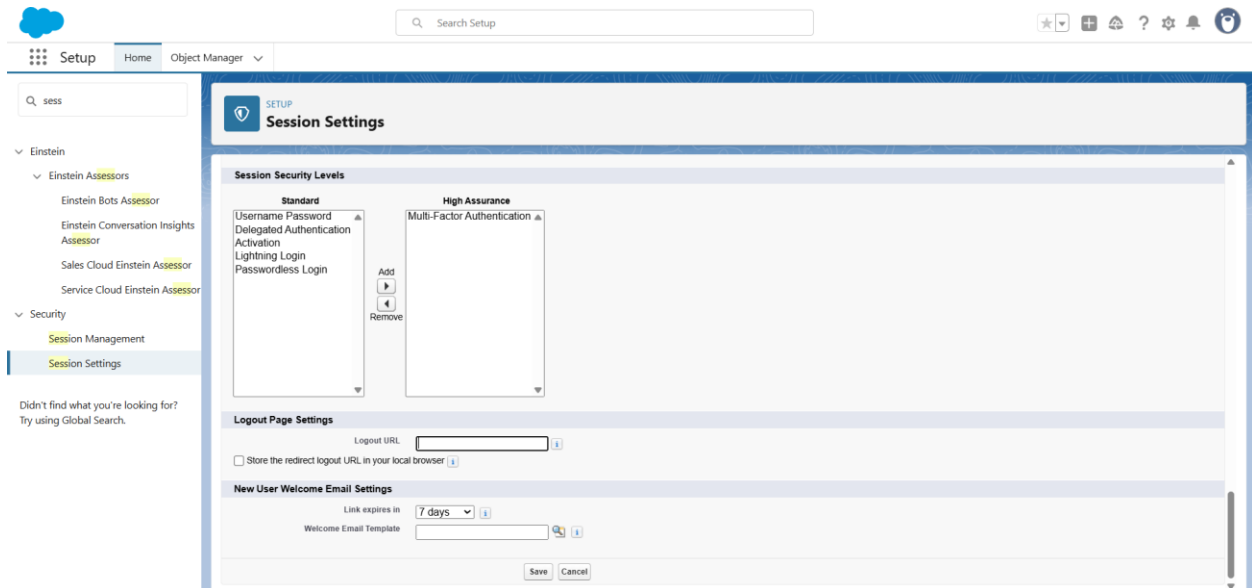 Search Setup
Setup
Home
Object Manager
sess
Einstein
Einstein Assessors
Einstein Bots Assessor
Einstein Conversation Insights
Assessor
Sales Cloud Einstein Assessor
Service Cloud Einstein Assessor
Security
Session Management
Session Settings
Didn't find what you're looking for?
Try using Global Search.
SETUP
Session Settings
Session Security Levels
Standard
Username Password
Delegated Authentication
Activation
Lightning Login
Passwordless Login
Add
Remove
High Assurance
Multi-Factor Authentication
Logout Page Settings
Logout URL
Store the redirect logout URL in your local browser
New User Welcome Email Settings
Link expires in 7 days
Welcome Email Template
Save Cancel